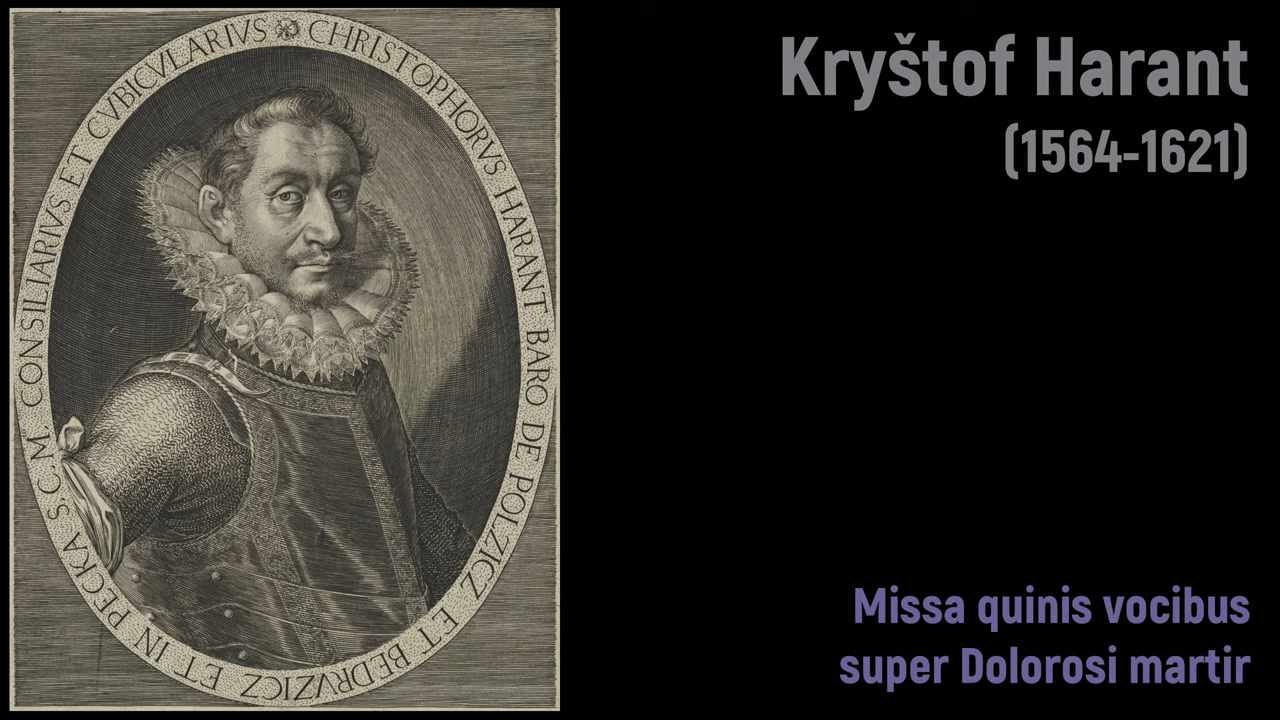 CHRISTOPHORVS HARANT BARO DE POLZICZ ET BEDRVZICZ ET IN PECKA S.C.M. CONSILIARIVS ET CVBICVLARIVS
Kryštof Harant
(1564-1621)
Missa quinis vocibus
super Dolorosi martir